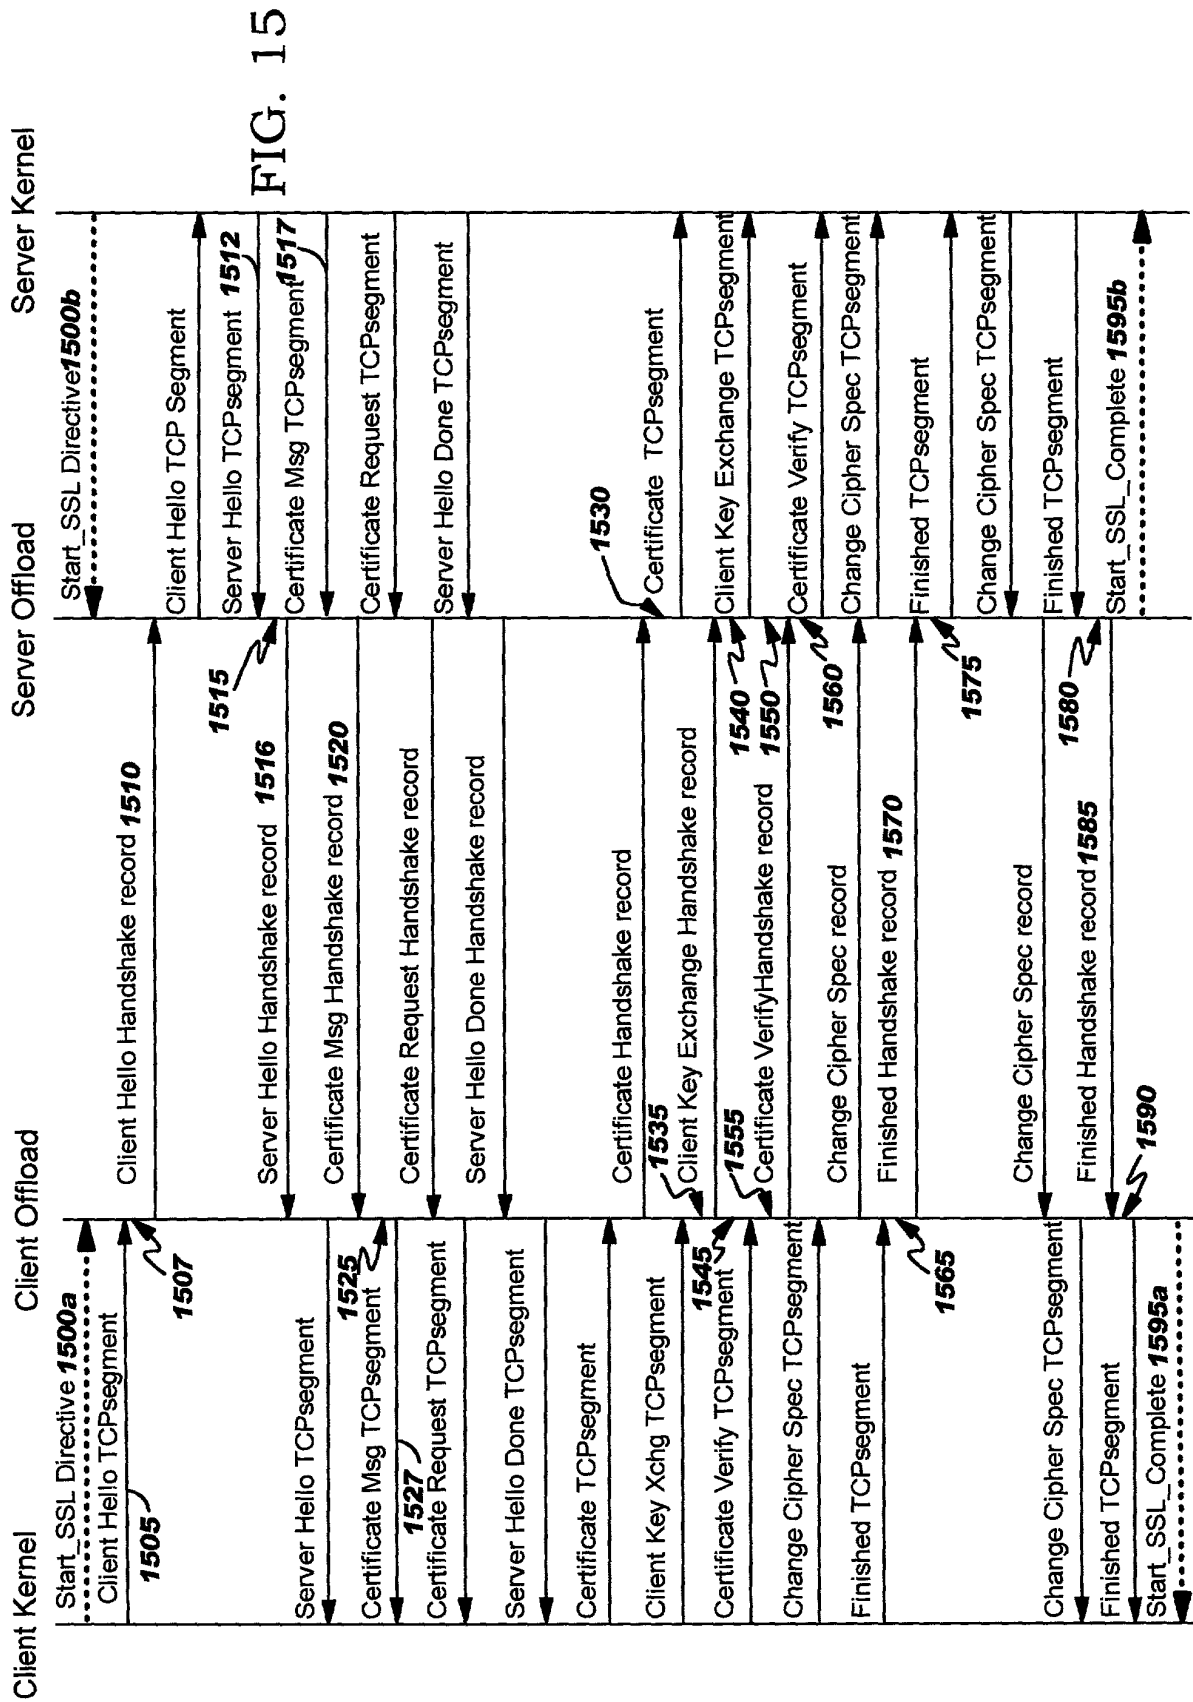 FIG. 15
Client Kernel
Client Offload
Server Offload
Server Kernel
Start_SSL Directive 1500a
Start_SSL Directive 1500b
Client Hello TCPsegment
1505
1507
Client Hello Handshake record 1510
Client Hello TCP Segment
Server Hello TCPsegment 1512
1515
Server Hello Handshake record 1516
Certificate Msg TCPsegment 1517
Server Hello TCPsegment
Certificate Msg Handshake record 1520
Certificate Request TCPsegment
1525
Certificate Msg TCPsegment
1527
Certificate Request Handshake record
Server Hello Done TCPsegment
Certificate Request TCPsegment
Server Hello Done Handshake record
Server Hello Done TCPsegment
Certificate TCPsegment
Certificate Handshake record
1530
Certificate TCPsegment
Client Key Xchg TCPsegment
1535
Client Key Exchange Handshake record
Client Key Exchange TCPsegment
1540
1545
Certificate Verify TCPsegment
1550
1555
Certificate VerifyHandshake record
Certificate Verify TCPsegment
1560
Change Cipher Spec TCPsegment
Change Cipher Spec record
Change Cipher Spec TCPsegment
Finished TCPsegment
1565
Finished Handshake record 1570
Finished TCPsegment
1575
Change Cipher Spec TCPsegment
Change Cipher Spec record
Change Cipher Spec TCPsegment
Finished TCPsegment
1580
Finished Handshake record 1585
1590
Finished TCPsegment
Start_SSL_Complete 1595b
Start_SSL_Complete 1595a